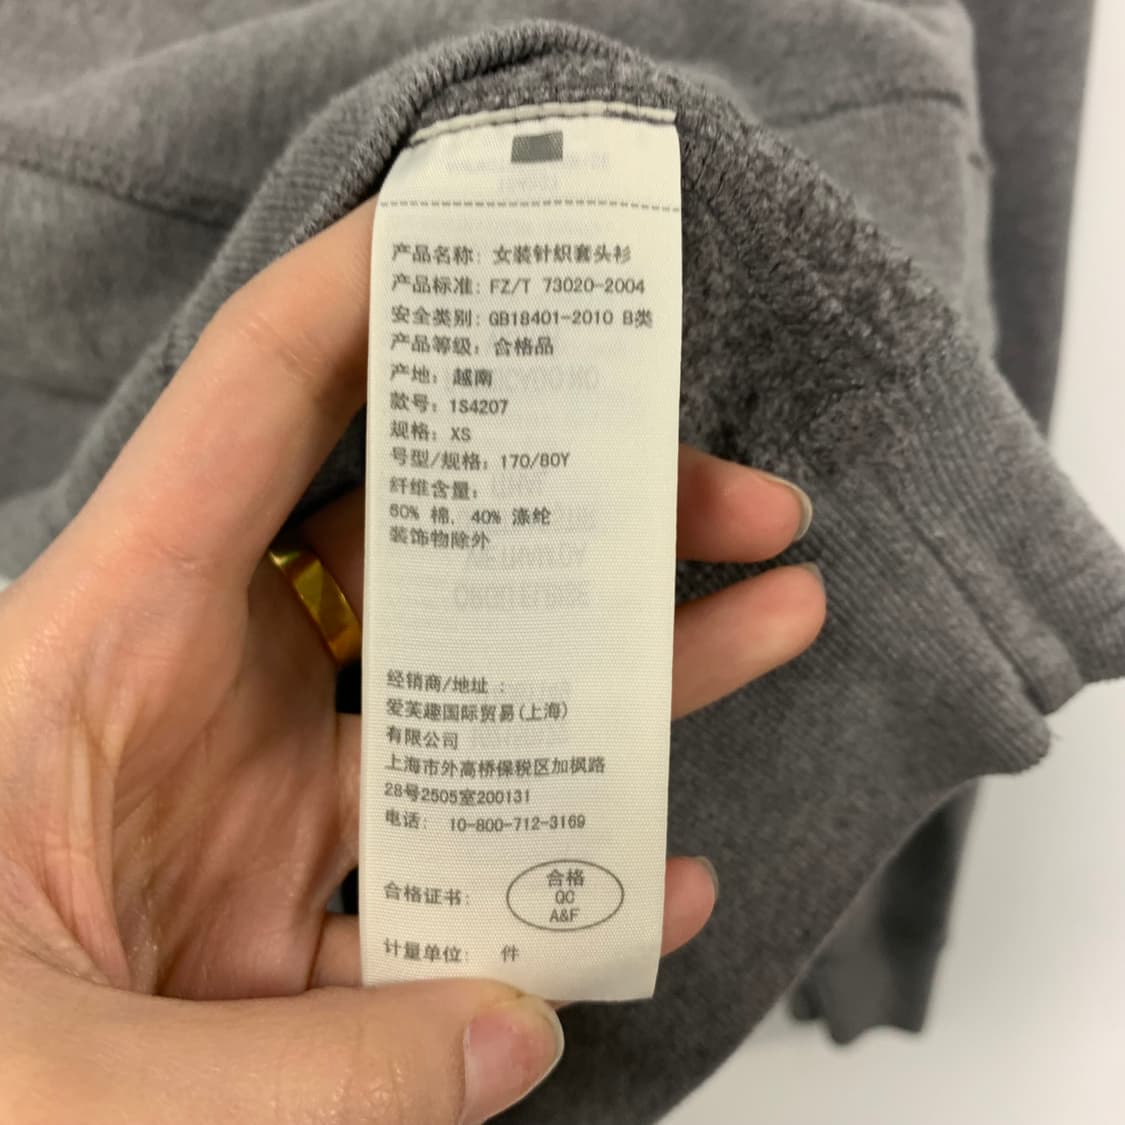 产品名称: 女装针织套头衫
产品标准: FZ/T 73020-2004
安全类别: GB18401-2010 B类
产品等级: 合格品
产地: 越南
款号: 1S4207
规格: XS
号型/规格: 170/80Y
纤维含量:
60% 棉, 40% 涤纶
装饰物除外
经销商/地址 :
爱芙趣国际贸易(上海)
有限公司
上海市外高桥保税区加枫路
28号2505室200131
电话: 10-800-712-3169
合格证书:
合格
QC
A&F
计量单位: 件